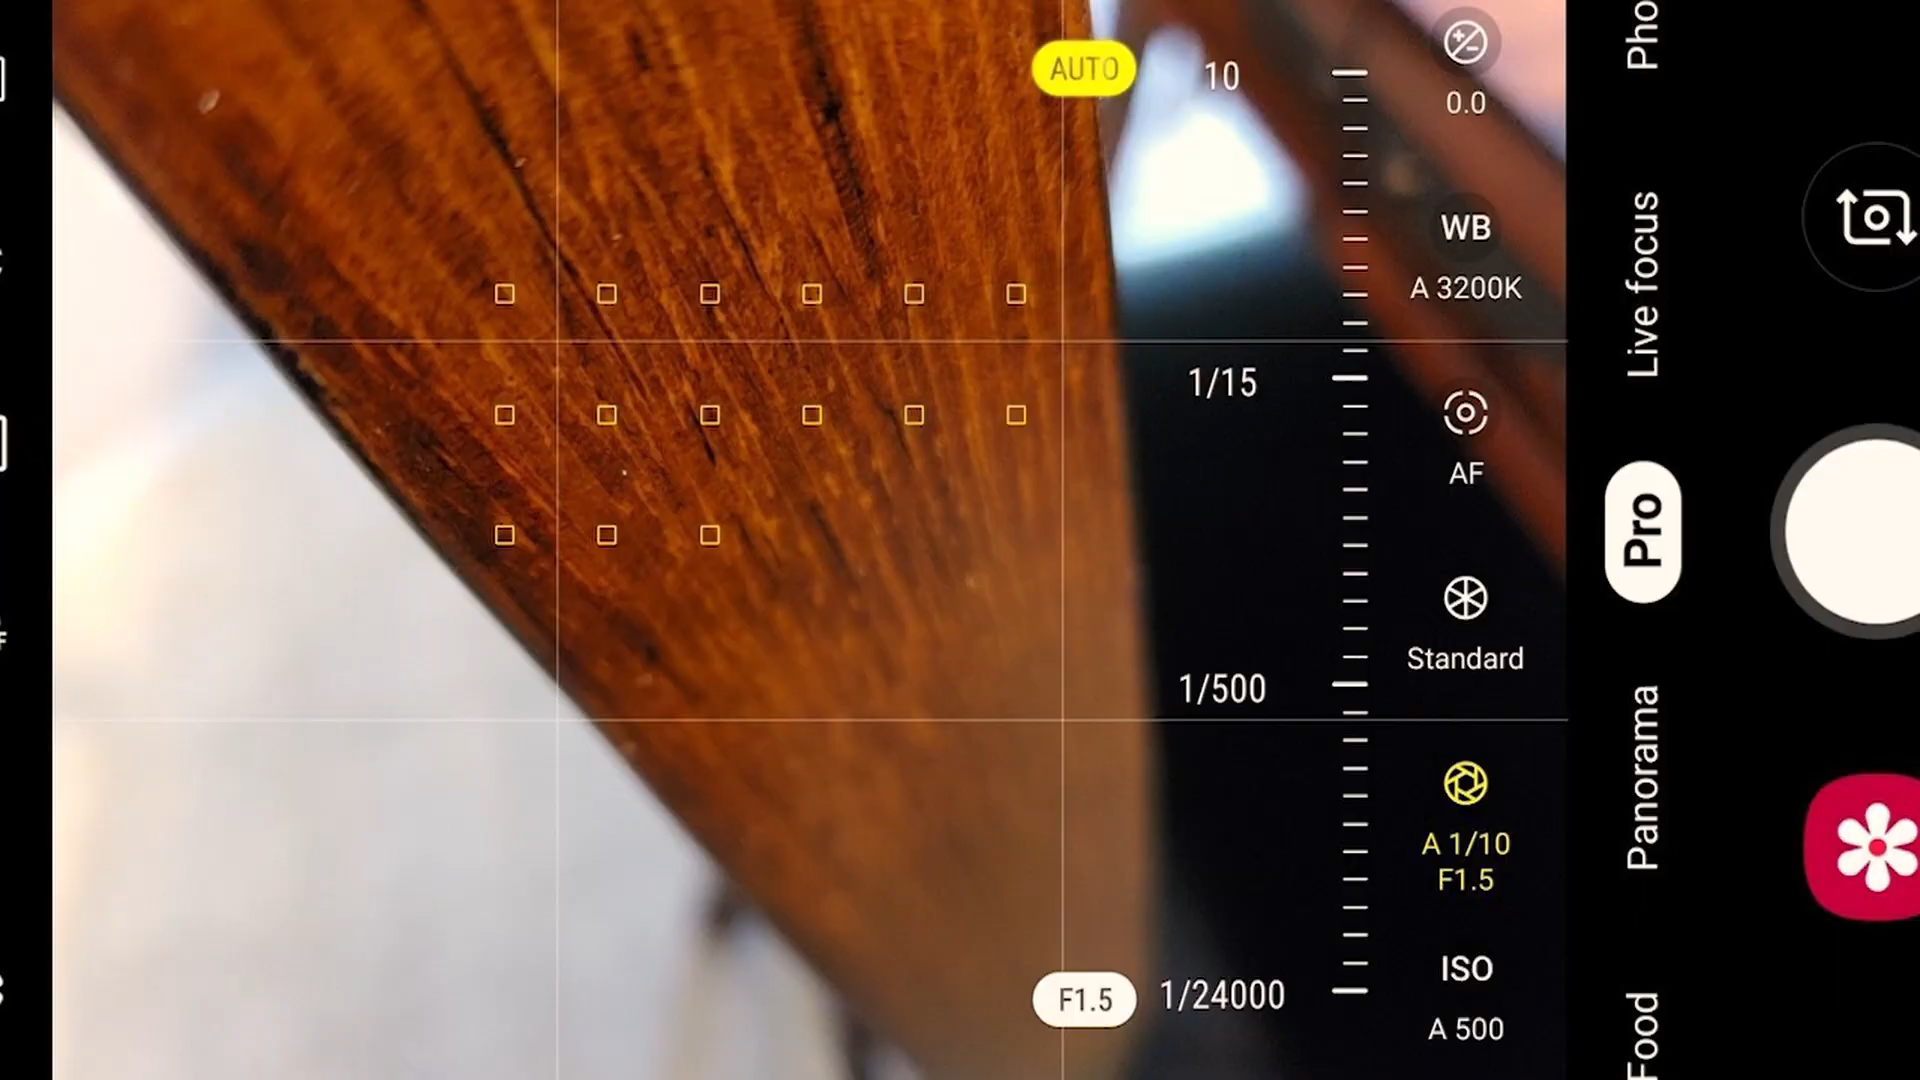 AUTO
10
1/15
1/500
F1.5
1/24000
0.0
WB
A 3200K
AF
Standard
A 1/10
F1.5
ISO
A 500
Pho
Live focus
Pro
Panorama
Food